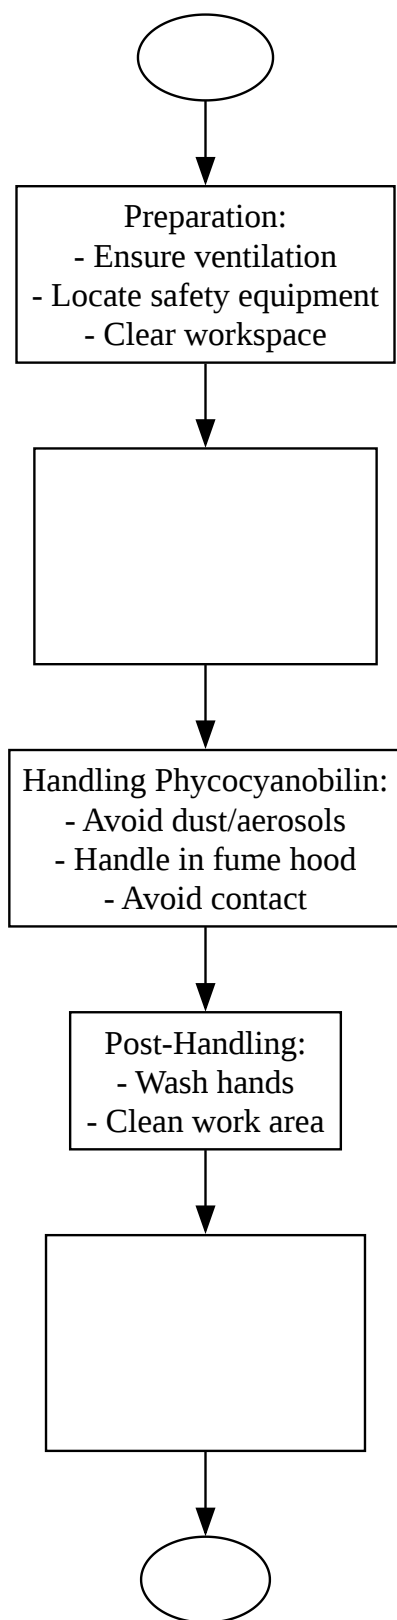 Preparation:
- Ensure ventilation
- Locate safety equipment
- Clear workspace
Handling Phycocyanobilin:
- Avoid dust/aerosols
- Handle in fume hood
- Avoid contact
Post-Handling:
- Wash hands
- Clean work area